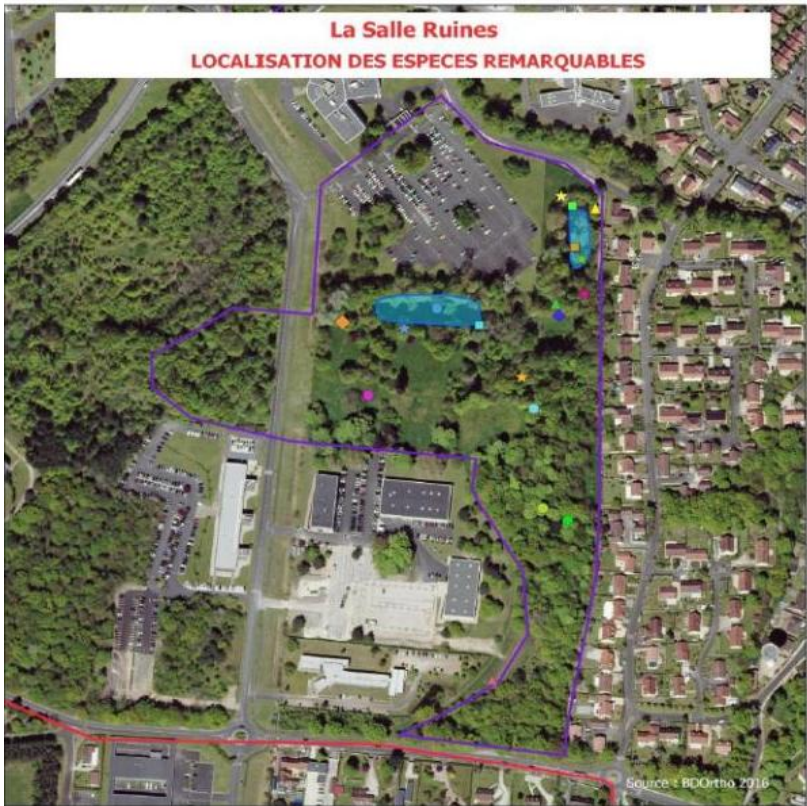 La Salle Ruines
LOCALISATION DES ESPECES REMARQUABLES
Source : BDOrtho 2016